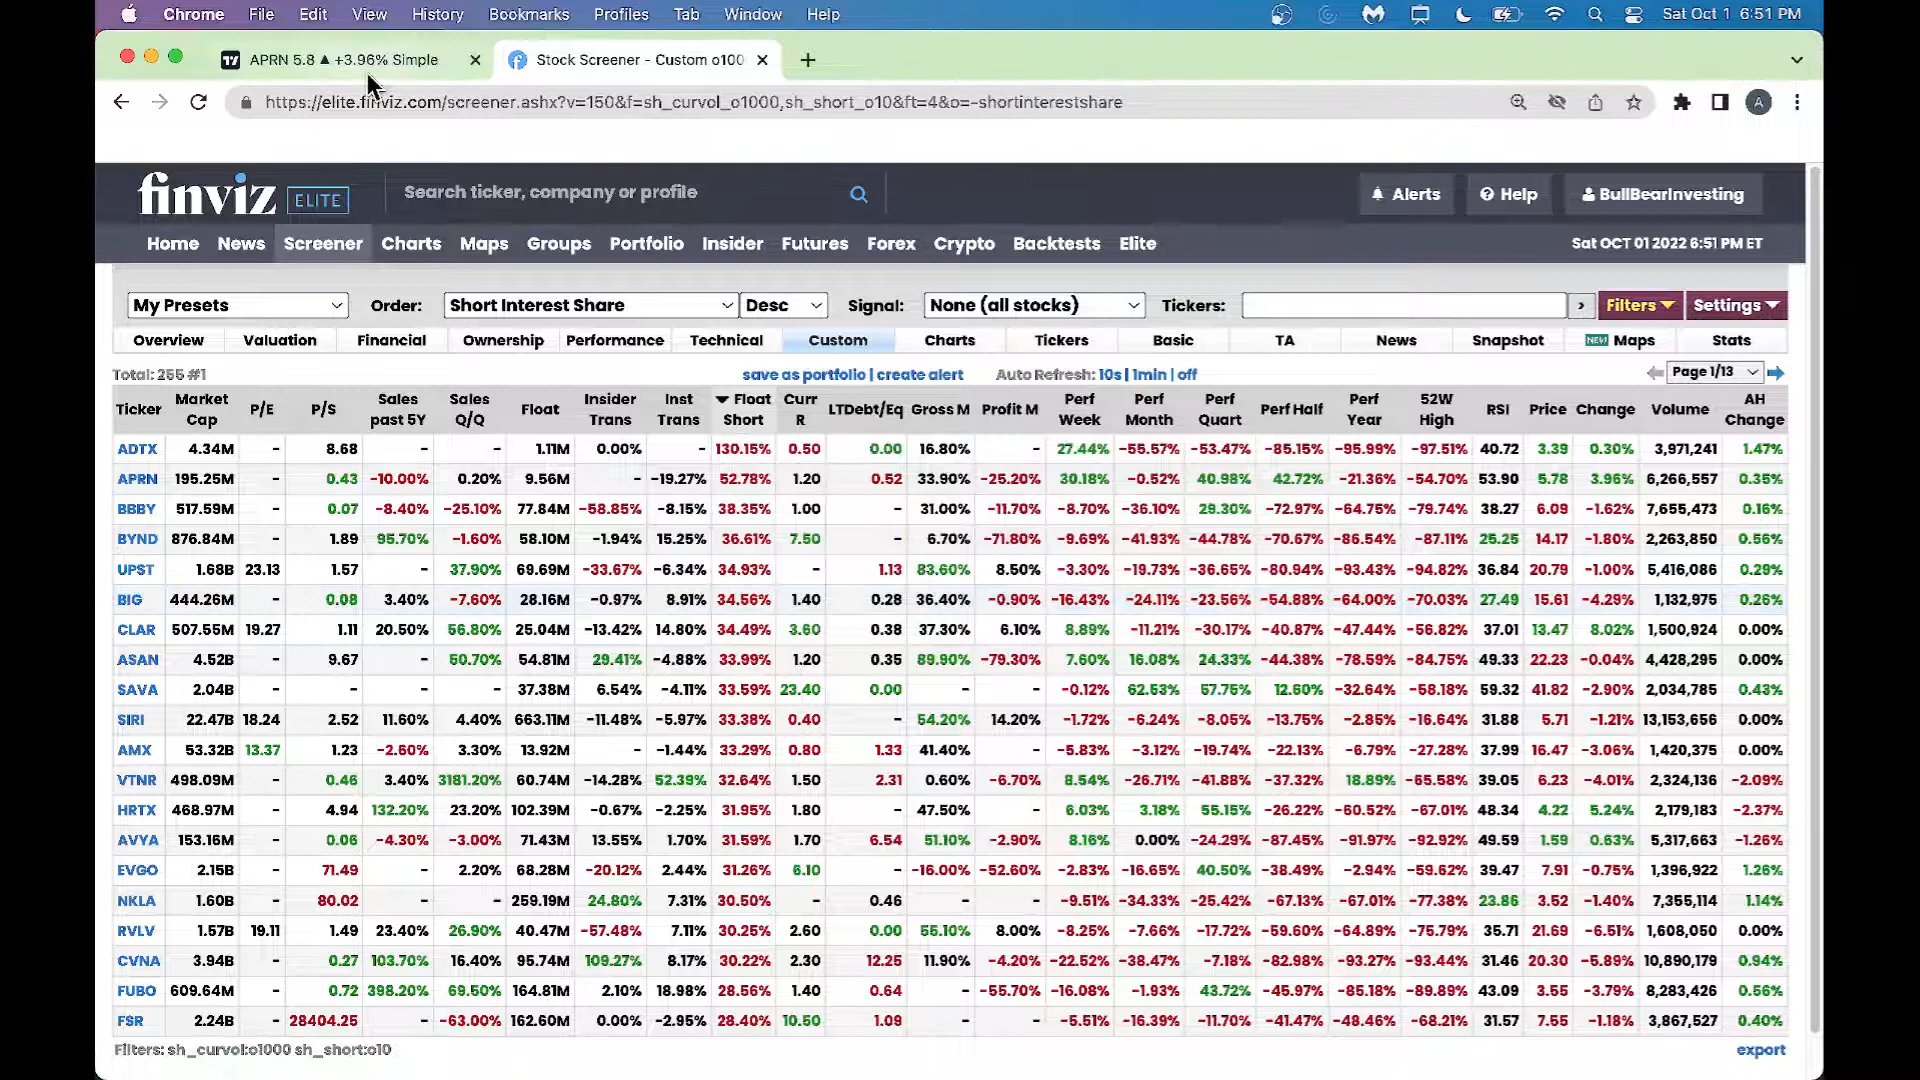 Chrome File Edit View History Bookmarks Profiles Tab Window Help Sat Oct 1 6:51 PM
APRN 5.8 ▲ +3.96% Simple Stock Screener - Custom o100
https://elite.finviz.com/screener.ashx?v=150&f=sh_curvol_o1000,sh_short_o10&ft=4&o=-shortinterestshare A
finviz ELITE Search ticker, company or profile Alerts Help BullBearInvesting
Home News Screener Charts Maps Groups Portfolio Insider Futures Forex Crypto Backtests Elite Sat OCT 01 2022 6:51 PM ET
My Presets Order: Short Interest Share Desc Signal: None (all stocks) Tickers: > Filters Settings
Overview Valuation Financial Ownership Performance Technical Custom Charts Tickers Basic TA News Snapshot NEW! Maps Stats
Total: 255 #1 save as portfolio | create alert Auto Refresh: 10s | 1min | off Page 1/13
Ticker Market Cap P/E P/S Sales past 5Y Sales Q/Q Float Insider Trans Inst Trans Float Short Curr R LTDebt/Eq Gross M Profit M Perf Week Perf Month Perf Quart Perf Half Perf Year 52W High RSI Price Change Volume AH Change
ADTX 4.34M - 8.68 - - 1.11M 0.00% - 130.15% 0.50 0.00 16.80% - 27.44% -55.57% -53.47% -85.15% -95.99% -97.51% 40.72 3.39 0.30% 3,971,241 1.47%
APRN 195.25M - 0.43 -10.00% 0.20% 9.56M - -19.27% 52.78% 1.20 0.52 33.90% -25.20% 30.18% -0.52% 40.98% 42.72% -21.36% -54.70% 53.90 5.78 3.96% 6,266,557 0.35%
BBBY 517.59M - 0.07 -8.40% -25.10% 77.84M -58.85% -8.15% 38.35% 1.00 - 31.00% -11.70% -8.70% -36.10% 29.30% -72.97% -64.75% -79.74% 38.27 6.09 -1.62% 7,655,473 0.16%
BYND 876.84M - 1.89 95.70% -1.60% 58.10M -1.94% 15.25% 36.61% 7.50 - 6.70% -71.80% -9.69% -41.93% -44.78% -70.67% -86.54% -87.11% 25.25 14.17 -1.80% 2,263,850 0.56%
UPST 1.68B 23.13 1.57 - 37.90% 69.69M -33.67% -6.34% 34.93% - 1.13 83.60% 8.50% -3.30% -19.73% -36.65% -80.94% -93.43% -94.82% 36.84 20.79 -1.00% 5,416,086 0.29%
BIG 444.26M - 0.08 3.40% -7.60% 28.16M -0.97% 8.91% 34.56% 1.40 0.28 36.40% -0.90% -16.43% -24.11% -23.56% -54.88% -64.00% -70.03% 27.49 15.61 -4.29% 1,132,975 0.26%
CLAR 507.55M 19.27 1.11 20.50% 56.80% 25.04M -13.42% 14.80% 34.49% 3.60 0.38 37.30% 6.10% 8.89% -11.21% -30.17% -40.87% -47.44% -56.82% 37.01 13.47 8.02% 1,500,924 0.00%
ASAN 4.52B - 9.67 - 50.70% 54.81M 29.41% -4.88% 33.99% 1.20 0.35 89.90% -79.30% 7.60% 16.08% 24.33% -44.38% -78.59% -84.75% 49.33 22.23 -0.04% 4,428,295 0.00%
SAVA 2.04B - - - - 37.38M 6.54% -4.11% 33.59% 23.40 0.00 - - -0.12% 62.53% 57.75% 12.60% -32.64% -58.18% 59.32 41.82 -2.90% 2,034,785 0.43%
SIRI 22.47B 18.24 2.52 11.60% 4.40% 663.11M -11.48% -5.97% 33.38% 0.40 - 54.20% 14.20% -1.72% -6.24% -8.05% -13.75% -2.85% -16.64% 31.88 5.71 -1.21% 13,153,656 0.00%
AMX 53.32B 13.37 1.23 -2.60% 3.30% 13.92M - -1.44% 33.29% 0.80 1.33 41.40% - -5.83% -3.12% -19.74% -22.13% -6.79% -27.28% 37.99 16.47 -3.06% 1,420,375 0.00%
VTNR 498.09M - 0.46 3.40% 3181.20% 60.74M -14.28% 52.39% 32.64% 1.50 2.31 0.60% -6.70% 8.54% -26.71% -41.88% -37.32% 18.89% -65.58% 39.05 6.23 -4.01% 2,324,136 -2.09%
HRTX 468.97M - 4.94 132.20% 23.20% 102.39M -0.67% -2.25% 31.95% 1.80 - 47.50% - 6.03% 3.18% 55.15% -26.22% -60.52% -67.01% 48.34 4.22 5.24% 2,179,183 -2.37%
AVYA 153.16M - 0.06 -4.30% -3.00% 71.43M 13.55% 1.70% 31.59% 1.70 6.54 51.10% -2.90% 8.16% 0.00% -24.29% -87.45% -91.97% -92.92% 49.59 1.59 0.63% 5,317,663 -1.26%
EVGO 2.15B - 71.49 - 2.20% 68.28M -20.12% 2.44% 31.26% 6.10 - -16.00% -52.60% -2.83% -16.65% 40.50% -38.49% -2.94% -59.62% 39.47 7.91 -0.75% 1,396,922 1.26%
NKLA 1.60B - 80.02 - - 259.19M 24.80% 7.31% 30.50% - 0.46 - - -9.51% -34.33% -25.42% -67.13% -67.01% -77.38% 23.86 3.52 -1.40% 7,355,114 1.14%
RVLV 1.57B 19.11 1.49 23.40% 26.90% 40.47M -57.48% 7.11% 30.25% 2.60 0.00 55.10% 8.00% -8.25% -7.66% -17.72% -59.60% -64.89% -75.79% 35.71 21.69 -6.51% 1,608,050 0.00%
CVNA 3.94B - 0.27 103.70% 16.40% 95.74M 109.27% 8.17% 30.22% 2.30 12.25 11.90% -4.20% -22.52% -38.47% -7.18% -82.98% -93.27% -93.44% 31.46 20.30 -5.89% 10,890,179 0.94%
FUBO 609.64M - 0.72 398.20% 69.50% 164.81M 2.10% 18.98% 28.56% 1.40 0.64 - -55.70% -16.08% -1.93% 43.72% -45.97% -85.18% -89.89% 43.09 3.55 -3.79% 8,283,426 0.56%
FSR 2.24B - 28404.25 - -63.00% 162.60M 0.00% -2.95% 28.40% 10.50 1.09 - - -5.51% -16.39% -11.70% -41.47% -48.46% -68.21% 31.57 7.55 -1.18% 3,867,527 0.40%
Filters: sh_curvol:o1000 sh_short:o10 export